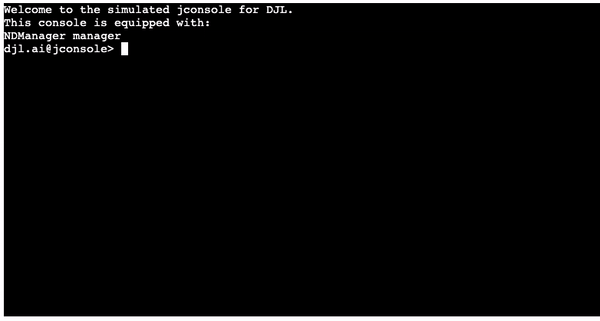 Welcome to the simulated jconsole for DJL.
This console is equipped with:
NDManager manager
djl.ai@jconsole>